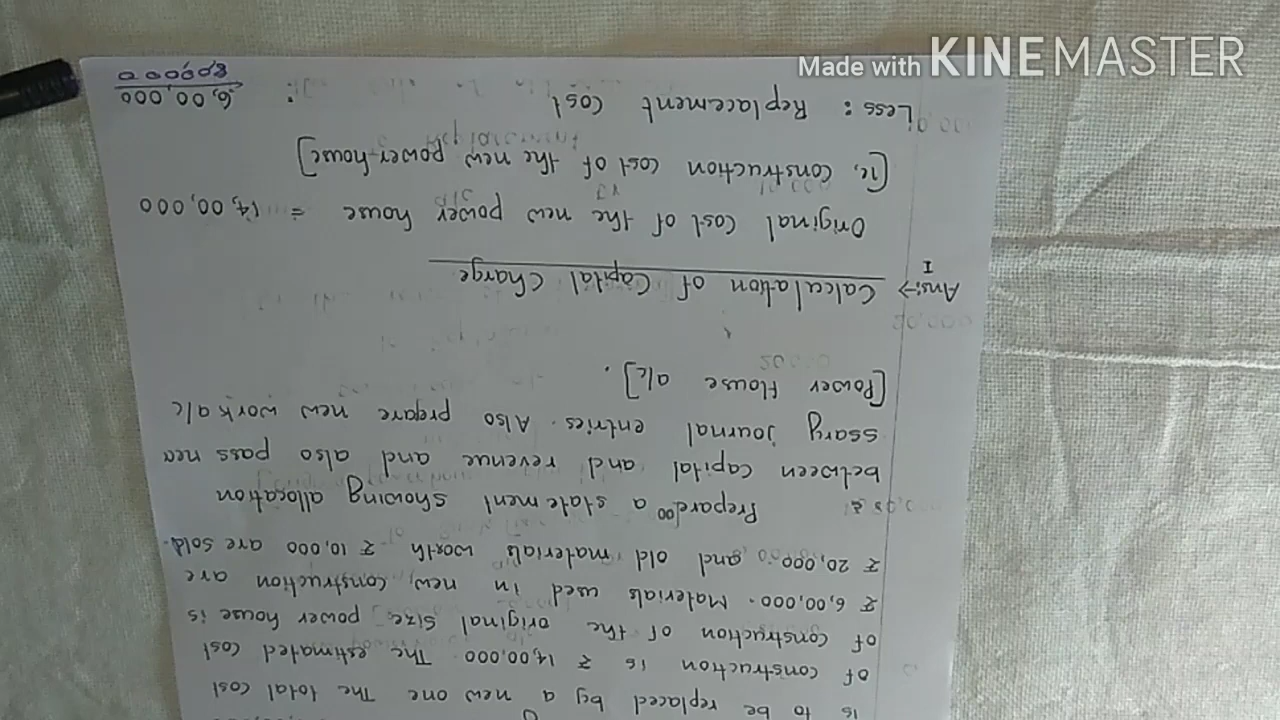 is to be replaced by a new one The total cost
of construction is ₹ 14,00,000 The estimated cost
of construction of the original size power house is
₹ 6,00,000. Materials used in new construction are
₹ 20,000 and old materials worth ₹ 10,000 are sold.
Prepare a statement showing allocation
between capital and revenue and also pass nece
ssary journal entries. Also prepare new work a/c
[Power House a/c].
Ans:→ Calculation of Capital Charge
I
Original cost of the new power house = 14,00,000
[ie, construction cost of the new power house]
Less: Replacement cost : 6,00,000
8,00,000
Made with KINEMASTER